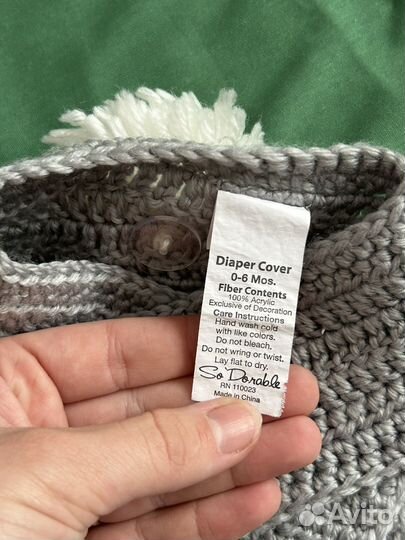 Diaper Cover
0-6 Mos.
Fiber Contents
100% Acrylic
Exclusive of Decoration
Care Instructions
Hand wash cold
with like colors.
Do not bleach.
Do not wring or twist.
Lay flat to dry.
So Dorable
RN 110023
Made in China
Avito